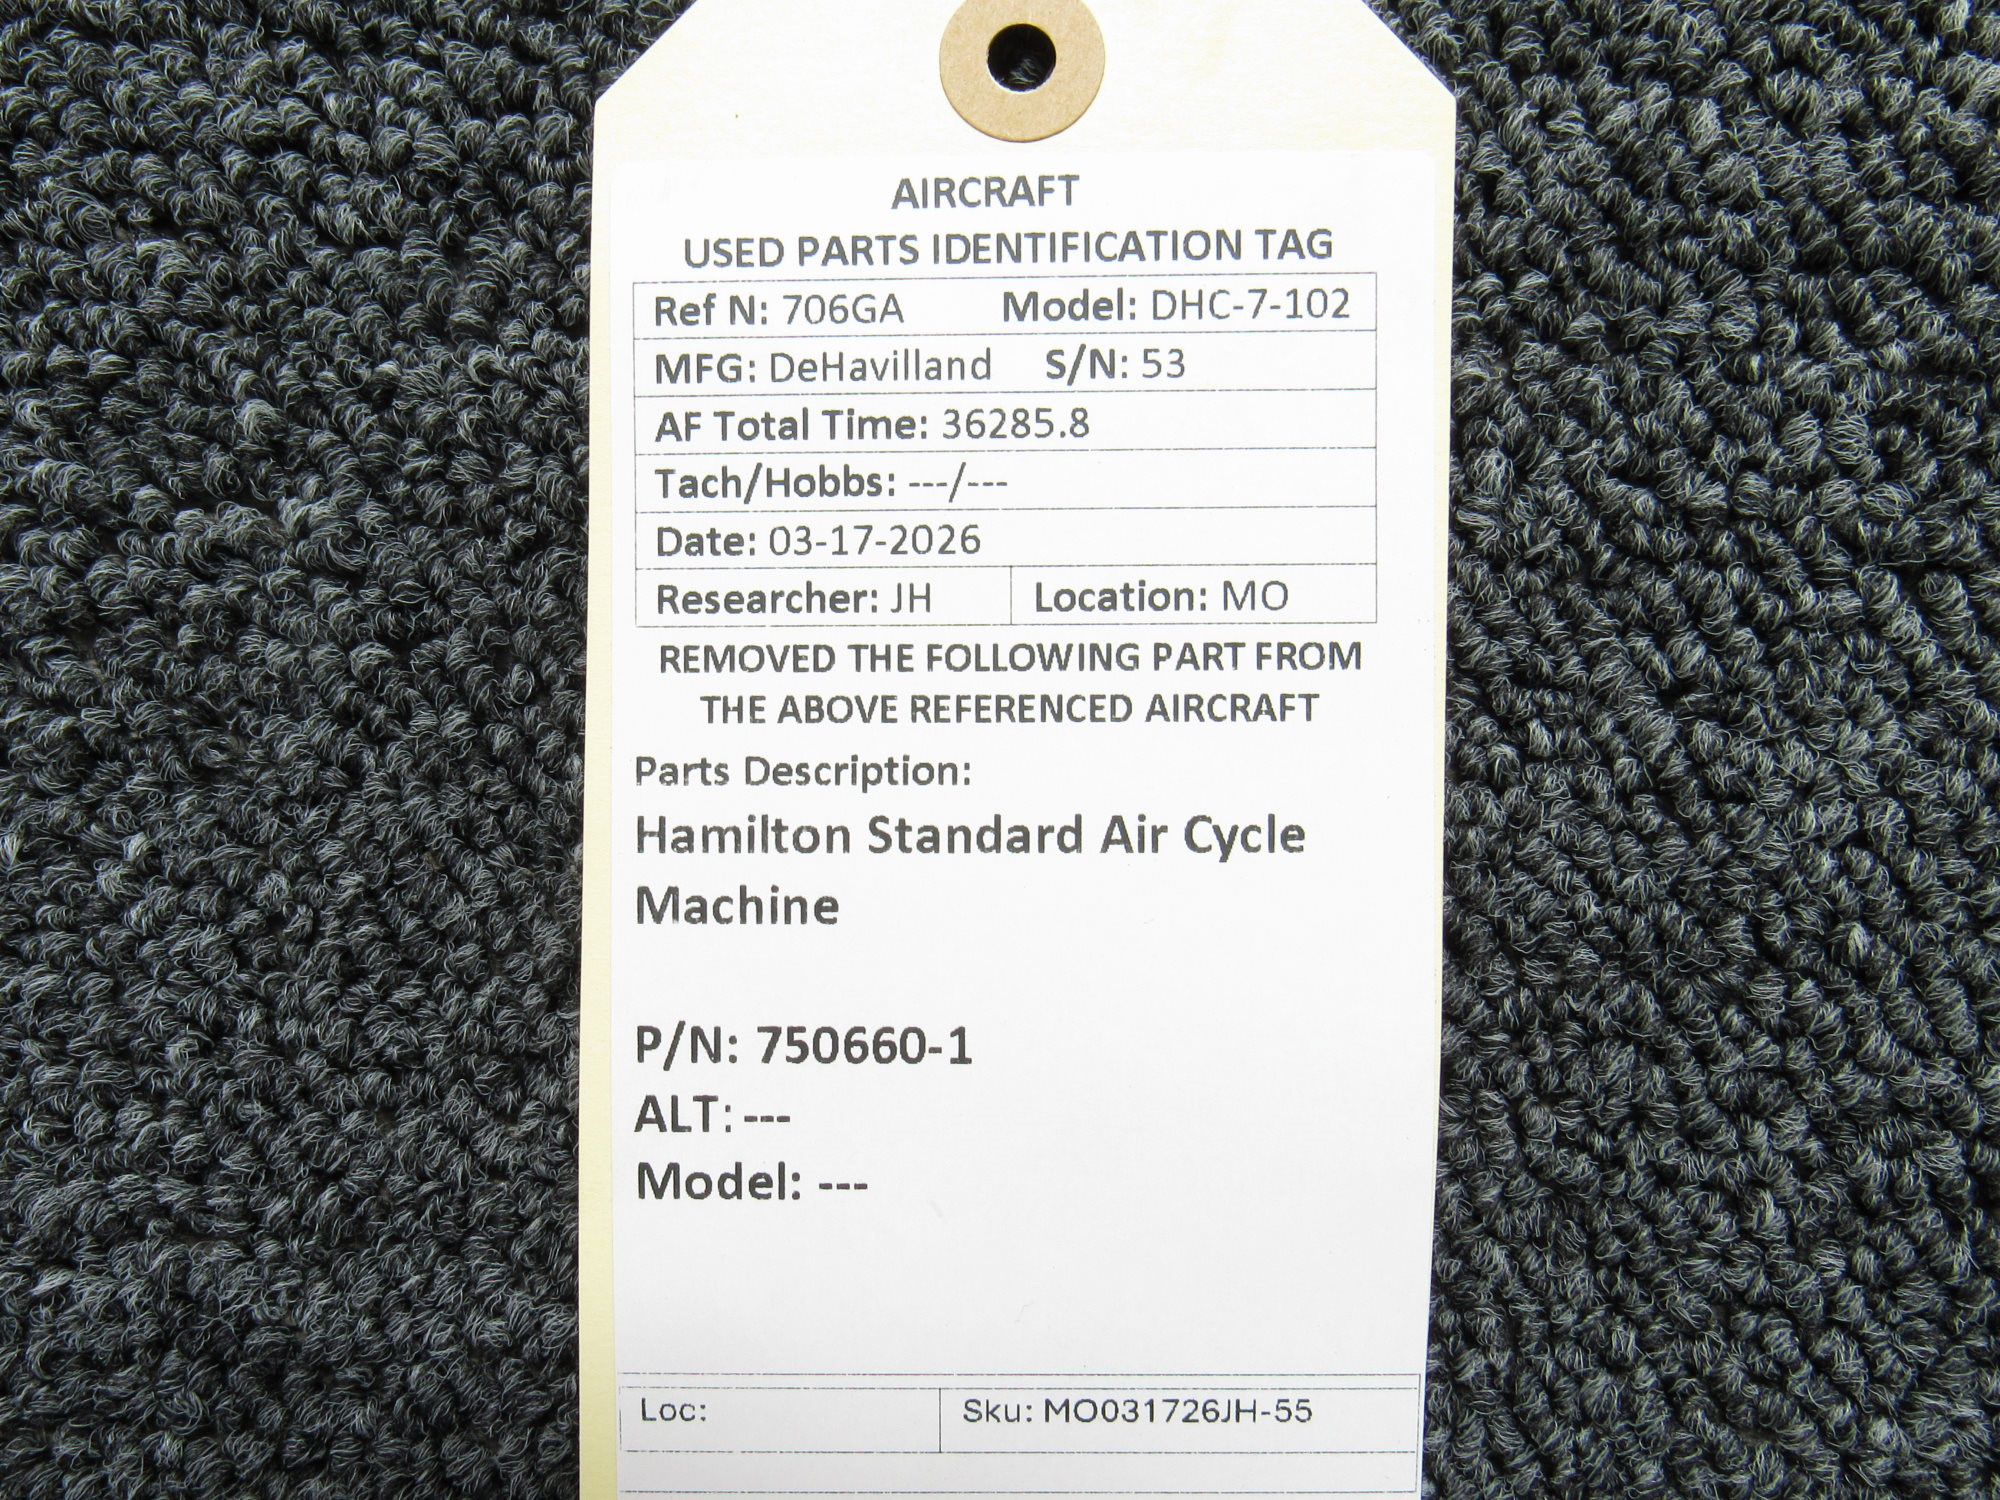 AIRCRAFT
USED PARTS IDENTIFICATION TAG
Ref N: 706GA Model: DHC-7-102
MFG: DeHavilland S/N: 53
AF Total Time: 36285.8
Tach/Hobbs: ---/---
Date: 03-17-2026
Researcher: JH Location: MO
REMOVED THE FOLLOWING PART FROM
THE ABOVE REFERENCED AIRCRAFT
Parts Description:
Hamilton Standard Air Cycle
Machine
P/N: 750660-1
ALT: ---
Model: ---
Loc: Sku: MO031726JH-55